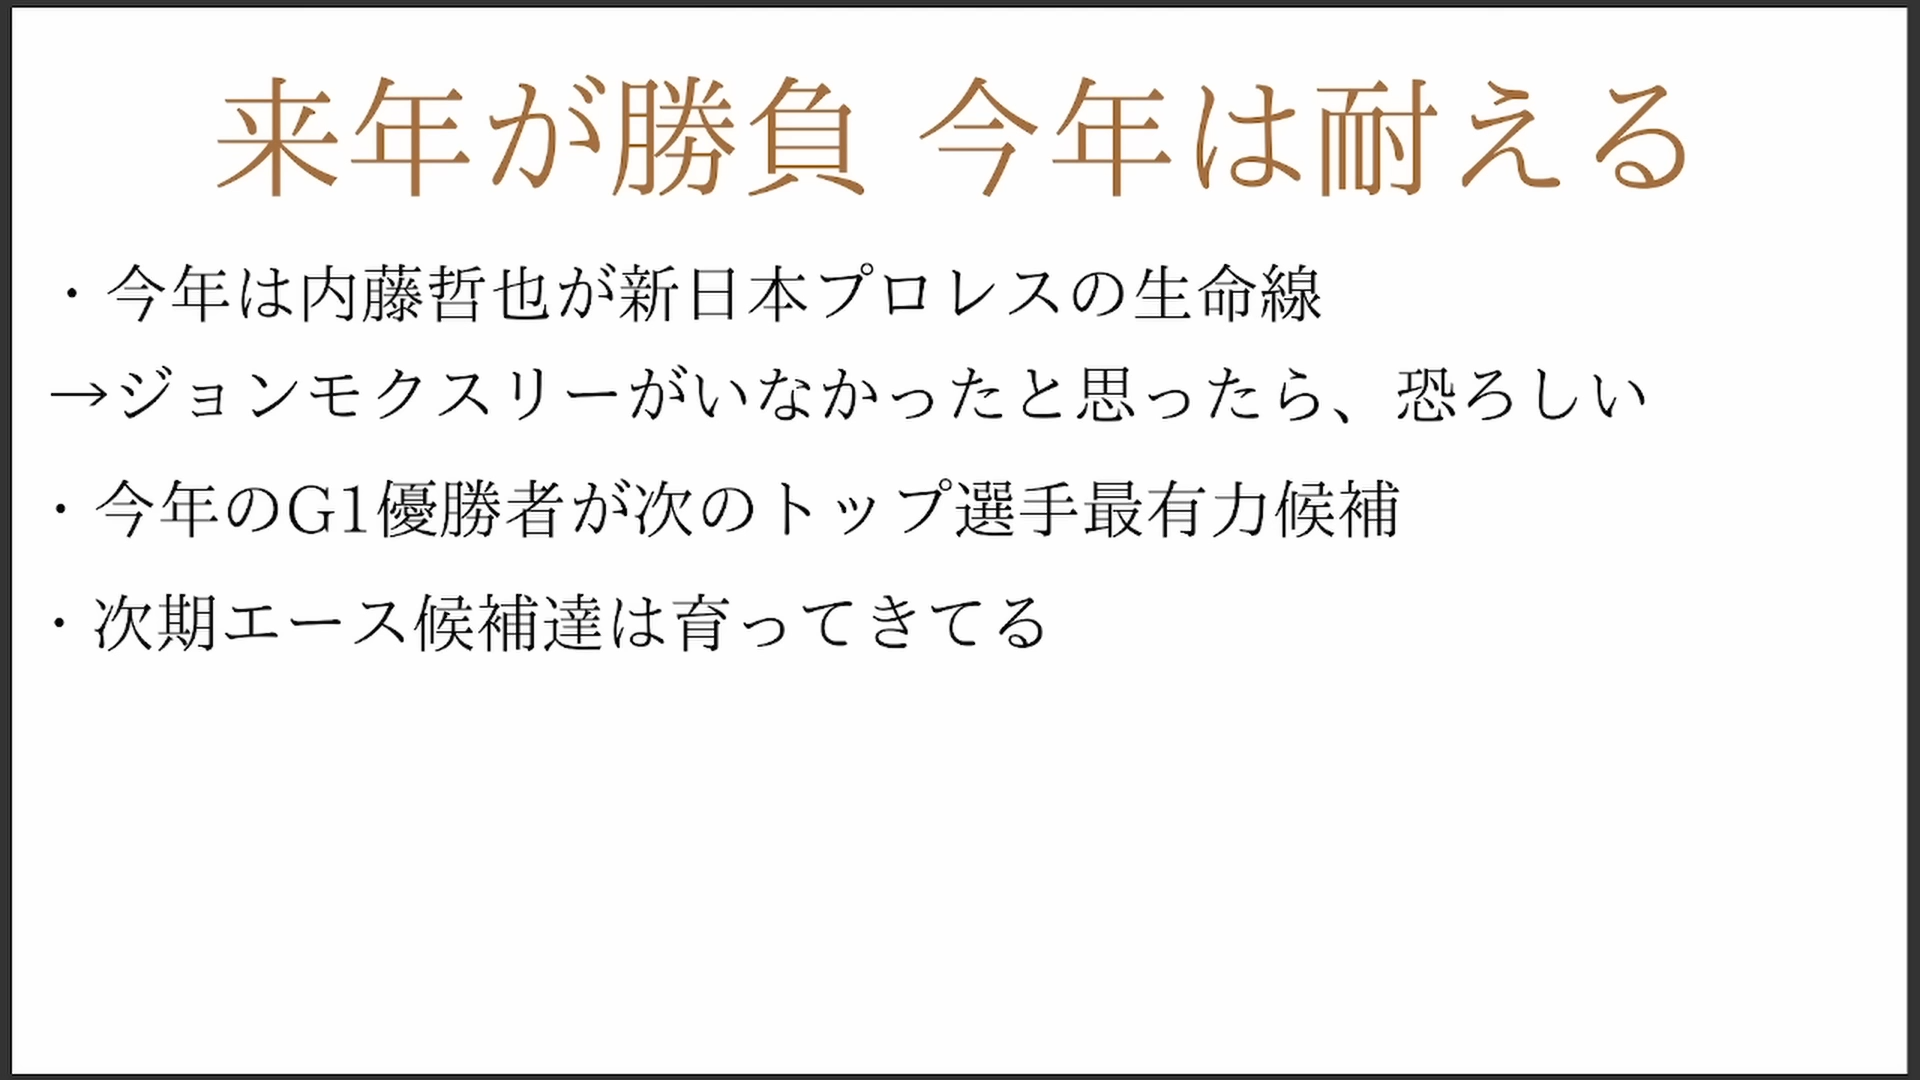 来年が勝負 今年は耐える
・今年は内藤哲也が新日本プロレスの生命線
→ジョンモクスリーがいなかったと思ったら、恐ろしい
・今年のG1優勝者が次のトップ選手最有力候補
・次期エース候補達は育ってきてる